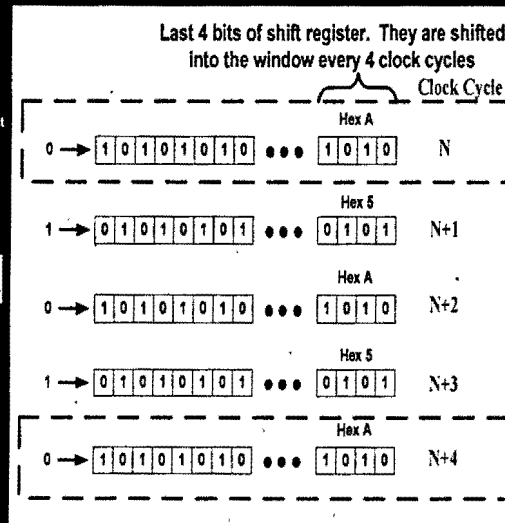 Last 4 bits of shift register. They are shifted
into the window every 4 clock cycles
Clock Cycle
t
Hex A
0 1 0 1 0 1 0 1 0 1 0 1 0 N
Hex 5
1 0 1 0 1 0 1 0 1 0 1 0 1 N+1
Hex A
0 1 0 1 0 1 0 1 0 1 0 1 0 N+2
Hex 5
1 0 1 0 1 0 1 0 1 0 1 0 1 N+3
Hex A
0 1 0 1 0 1 0 1 0 1 0 1 0 N+4